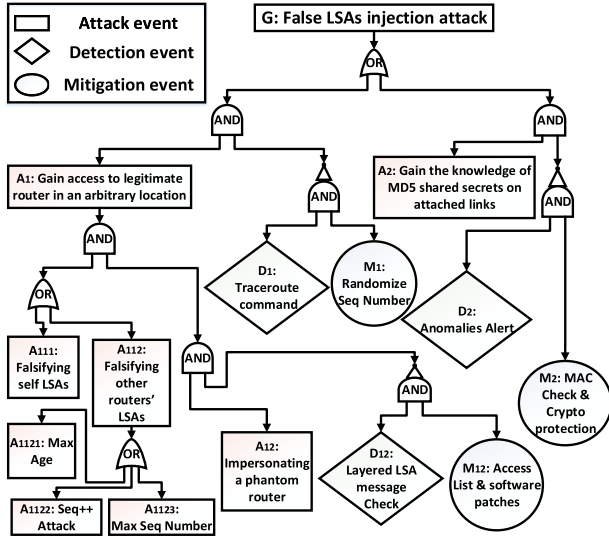 G: False LSAs injection attack
Attack event
Detection event
Mitigation event
OR
AND
AND
A1: Gain access to legitimate
router in an arbitrary location
A2: Gain the knowledge of
MD5 shared secrets on
attached links
AND
AND
AND
D1:
Traceroute
command
M1:
Randomize
Seq Number
D2:
Anomalies Alert
OR
A111:
Falsifying
self LSAs
A112:
Falsifying
other
routers'
LSAs
AND
AND
M2: MAC
Check &
Crypto
protection
A1121: Max
Age
OR
A12:
Impersonating
a phantom
router
D12:
Layered LSA
message
Check
M12: Access
List & software
patches
A1122: Seq++
Attack
A1123:
Max Seq Number